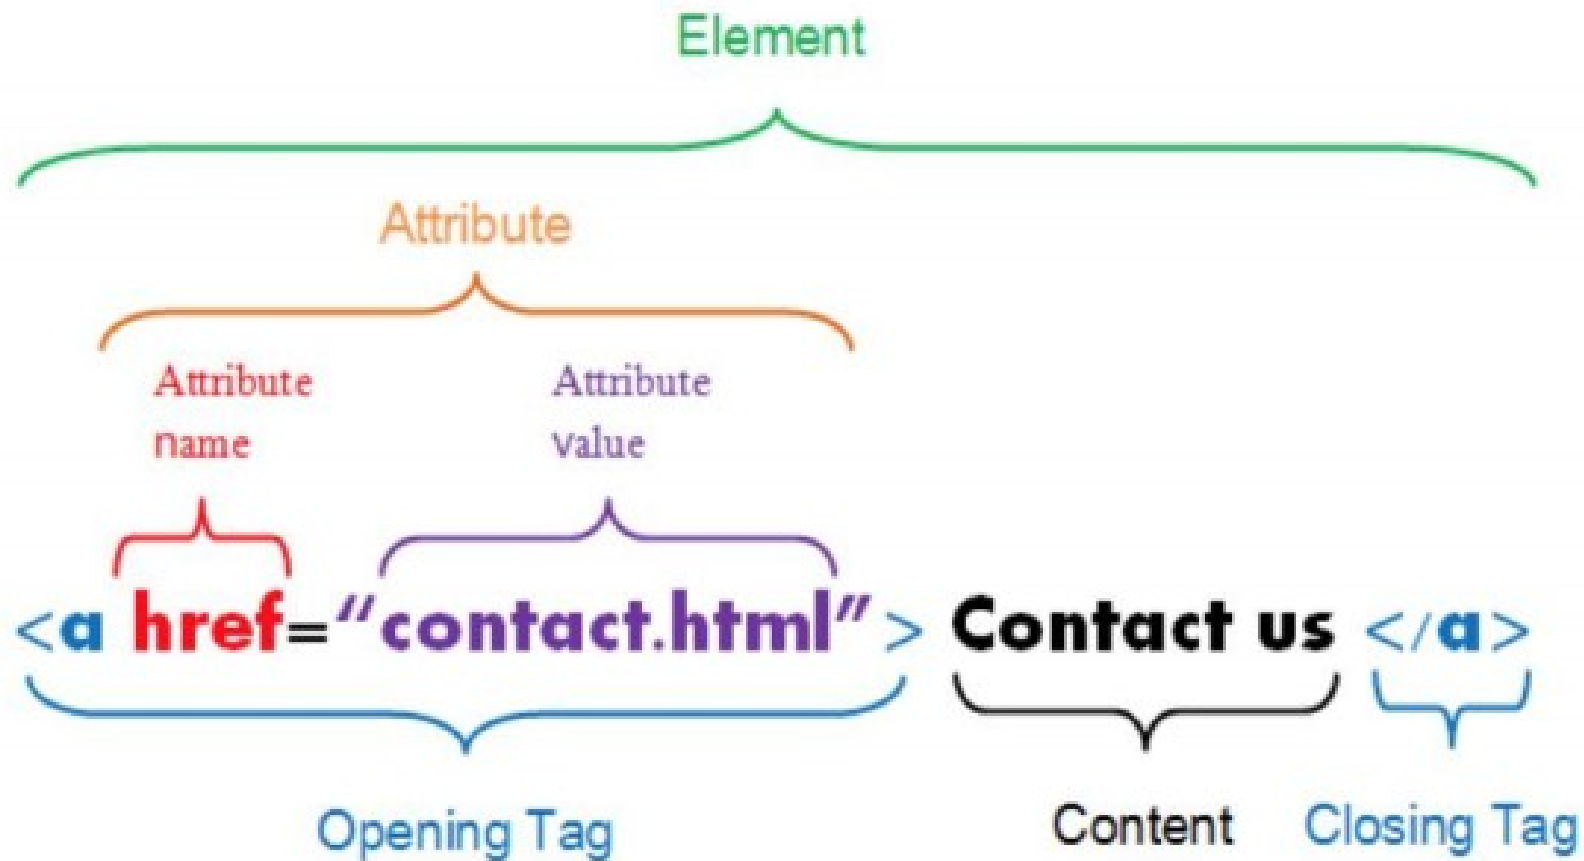 Element
Attribute
Attribute
name
Attribute
value
<a href=“contact.html”> Contact us </a>
Opening Tag
Content
Closing Tag